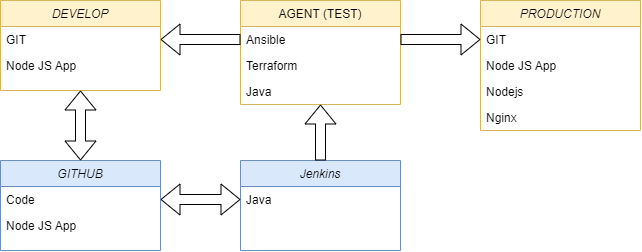 DEVELOP
GIT
Node JS App
AGENT (TEST)
Ansible
Terraform
Java
PRODUCTION
GIT
Node JS App
Nodejs
Nginx
GITHUB
Code
Node JS App
Jenkins
Java